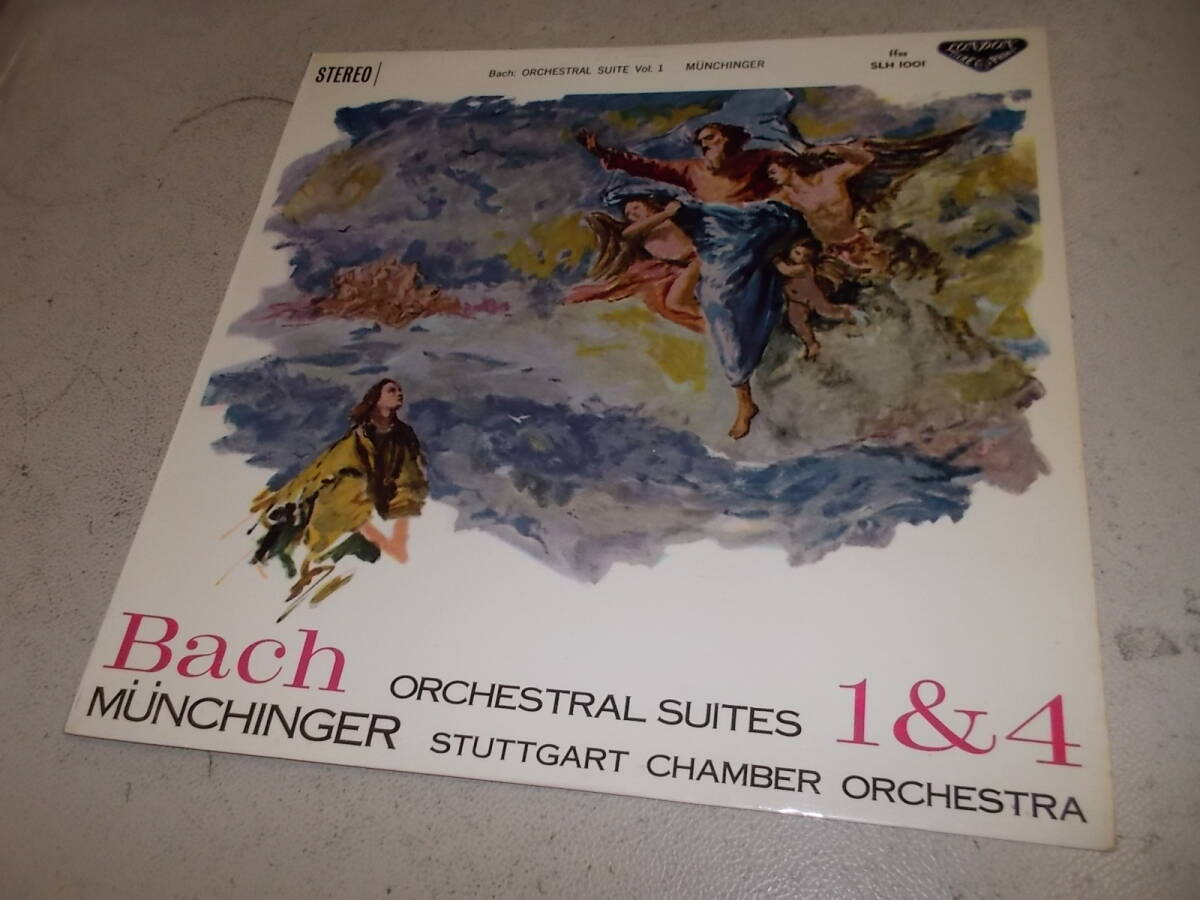 STEREO
Bach: ORCHESTRAL SUITE Vol. 1 MÜNCHINGER
ffss
SLH 1001
LONDON
Bach ORCHESTRAL SUITES 1&4
MÜNCHINGER STUTTGART CHAMBER ORCHESTRA